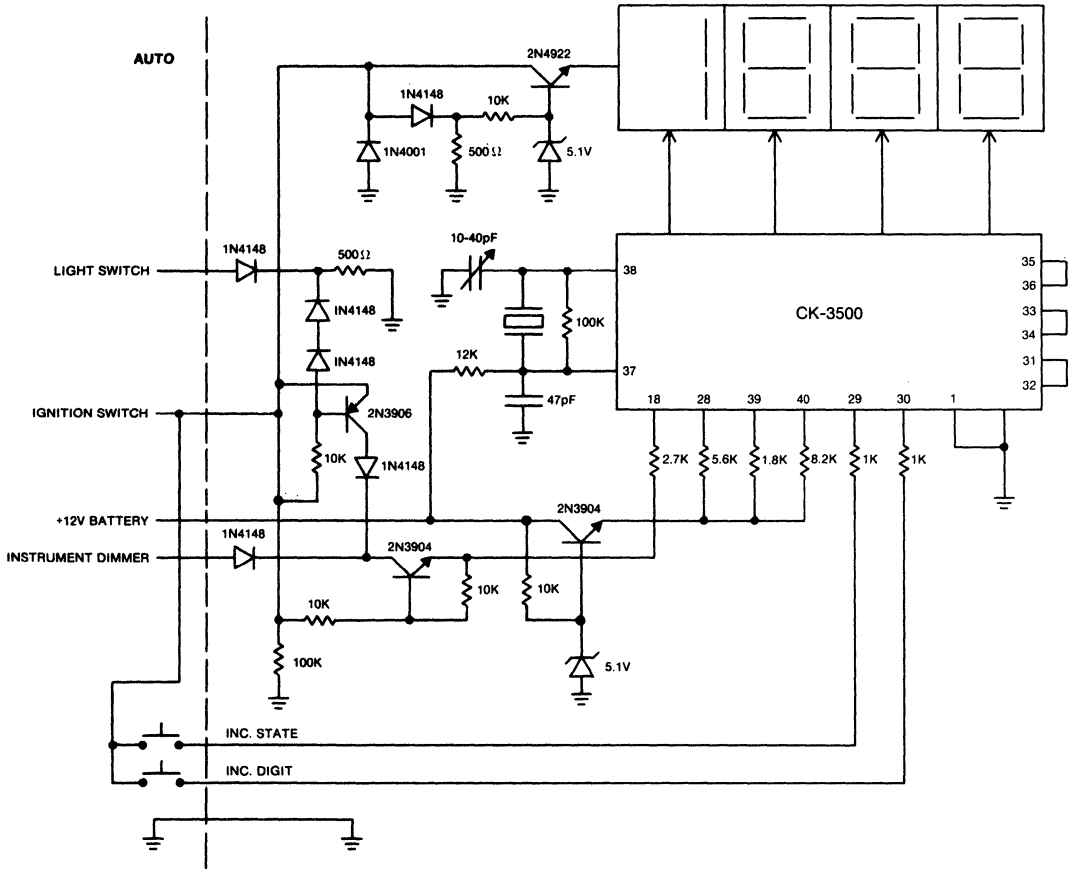 AUTO
2N4922
1N4148
10K
1N4001
500Ω
5.1V
10-40pF
1N4148
500Ω
LIGHT SWITCH
38
35
36
IN4148
CK-3500
33
100K
34
IN4148
12K
31
37
32
47pF
18 28 39 40 29 30 1
IGNITION SWITCH
2N3906
10K
1N4148
2.7K
5.6K
1.8K
8.2K
1K
1K
+12V BATTERY
2N3904
1N4148
INSTRUMENT DIMMER
2N3904
10K
10K
10K
100K
5.1V
INC. STATE
INC. DIGIT